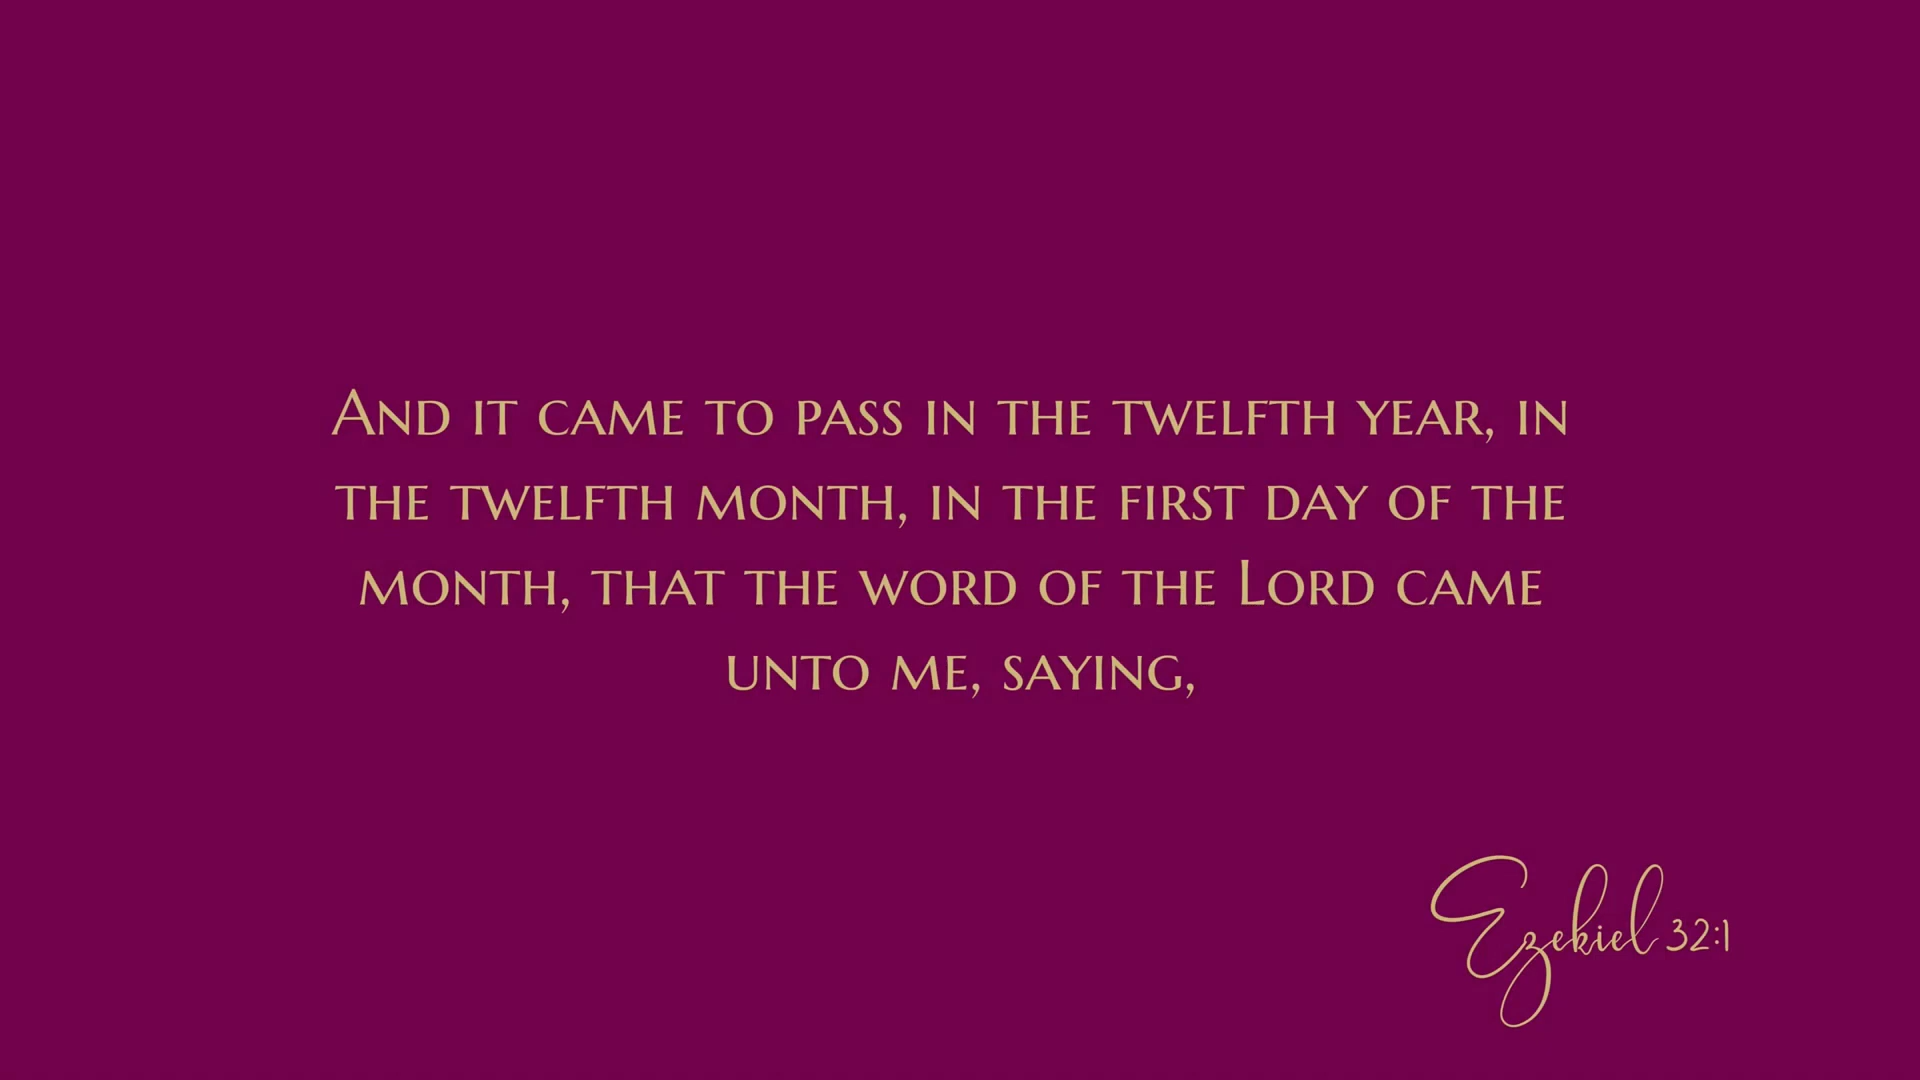 And it came to pass in the twelfth year, in
the twelfth month, in the first day of the
month, that the word of the Lord came
unto me, saying,
Ezekiel 32:1